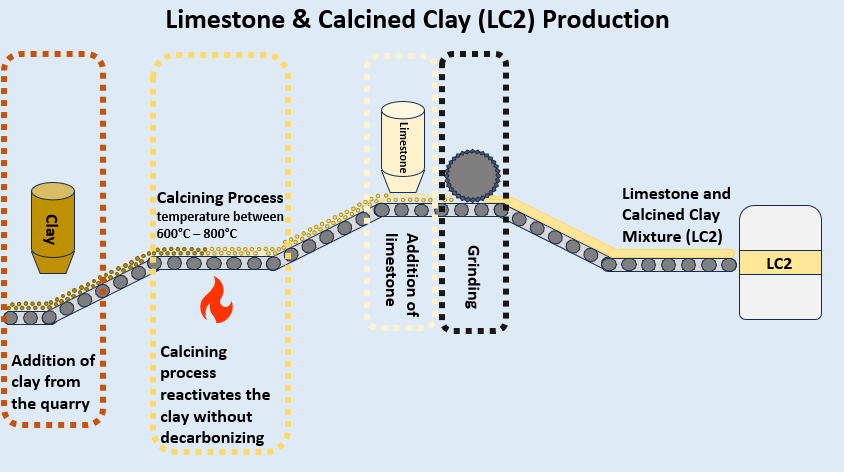 Limestone & Calcined Clay (LC2) Production
Clay
Addition of
clay from
the quarry
Calcining Process
temperature between
600°C – 800°C
Calcining
process
reactivates the
clay without
decarbonizing
Limestone
Addition of
limestone
Grinding
Limestone and
Calcined Clay
Mixture (LC2)
LC2